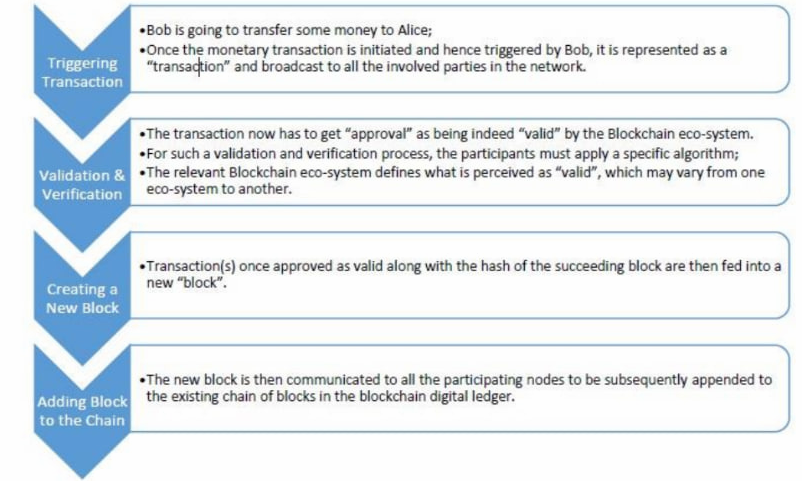 Triggering
Transaction
•Bob is going to transfer some money to Alice;
•Once the monetary transaction is initiated and hence triggered by Bob, it is represented as a
“transaction” and broadcast to all the involved parties in the network.
Validation &
Verification
•The transaction now has to get “approval” as being indeed “valid” by the Blockchain eco-system.
•For such a validation and verification process, the participants must apply a specific algorithm;
•The relevant Blockchain eco-system defines what is perceived as “valid”, which may vary from one
eco-system to another.
Creating a
New Block
•Transaction(s) once approved as valid along with the hash of the succeeding block are then fed into a
new “block”.
Adding Block
to the Chain
•The new block is then communicated to all the participating nodes to be subsequently appended to
the existing chain of blocks in the blockchain digital ledger.